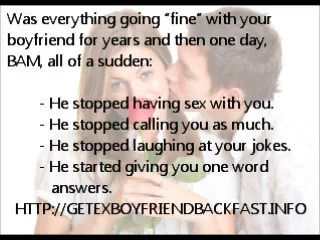 Was everything going "fine" with your
boyfriend for years and then one day,
BAM, all of a sudden:
- He stopped having sex with you.
- He stopped calling you as much.
- He stopped laughing at your jokes.
- He started giving you one word
answers.
HTTP://GETEXBOYFRIENDBACKFAST.INFO